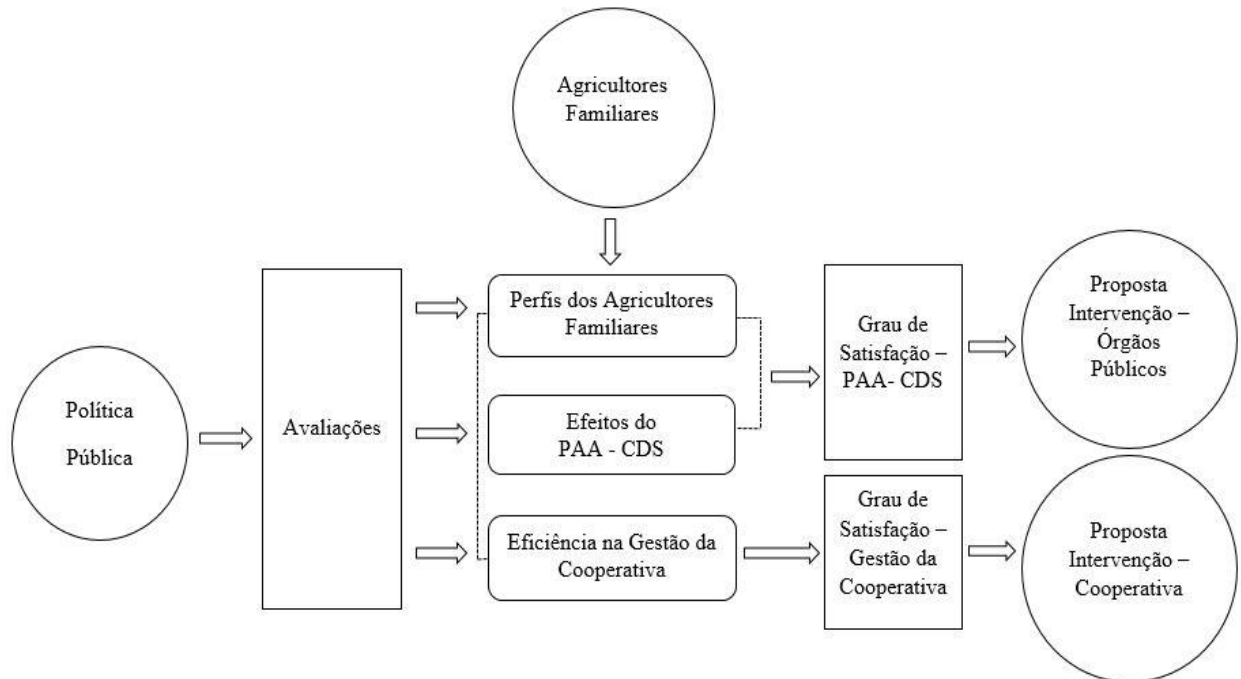 Agricultores
Familiares
Política
Pública
Avaliações
Perfis dos Agricultores
Familiares
Efeitos do
PAA - CDS
Eficiência na Gestão da
Cooperativa
Grau de
Satisfação –
PAA- CDS
Grau de
Satisfação –
Gestão da
Cooperativa
Proposta
Intervenção –
Órgãos
Públicos
Proposta
Intervenção –
Cooperativa